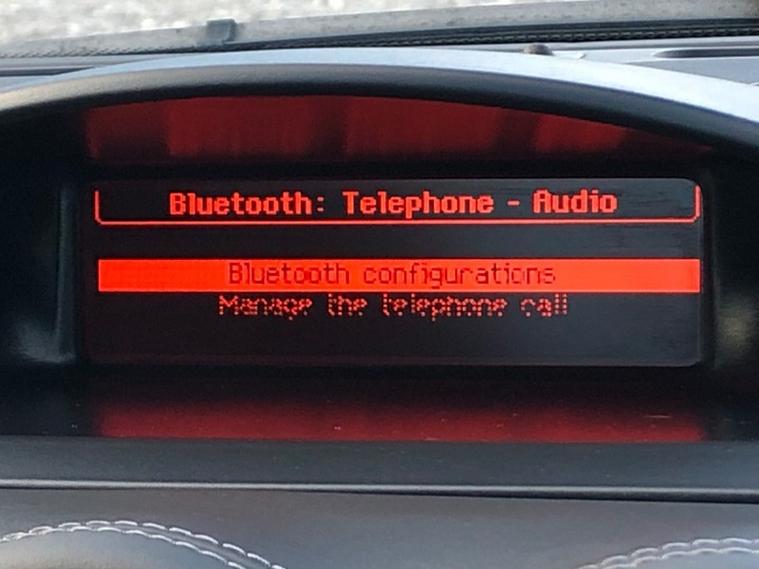 Bluetooth: Telephone - Audio
Bluetooth configurations
Manage the telephone call